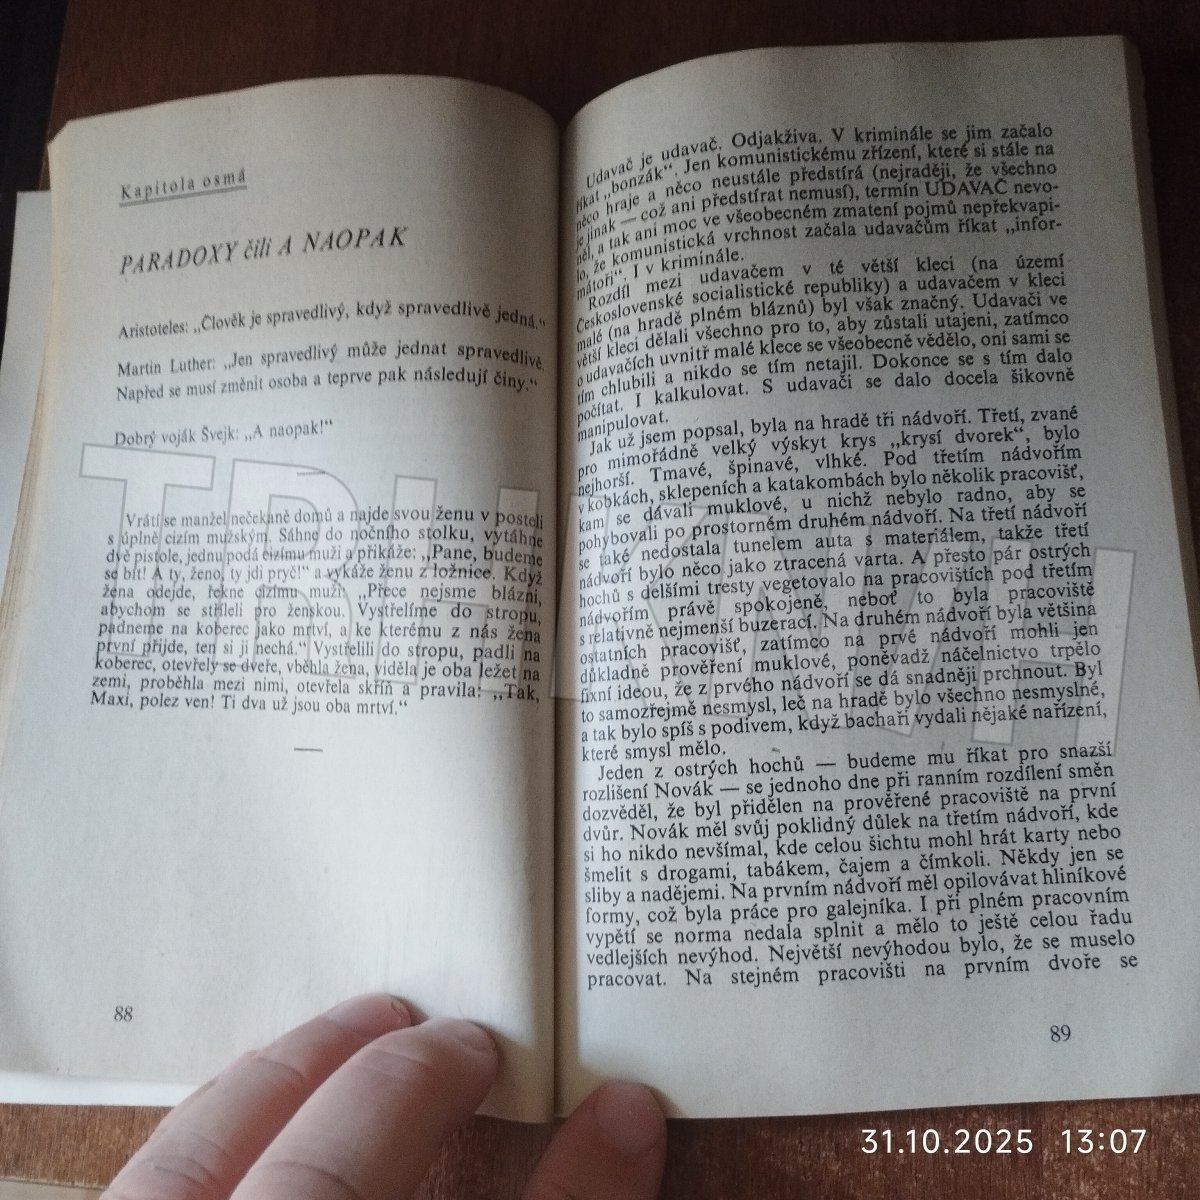 Kapitola osmá
PARADOXY čili A NAOPAK
Aristoteles: „Člověk je spravedlivý, když spravedlivě jedná.“
Martin Luther: „Jen spravedlivý může jednat spravedlivě.
Napřed se musí změnit osoba a teprve pak následují činy.“
Dobrý voják Švejk: „A naopak!“
Vrátí se manžel nečekaně domů a najde svou ženu v posteli
s úplně cizím mužským. Sáhne do nočního stolku, vytáhne
dvě pistole, jednu podá cizímu muži a přikáže: „Pane, budeme
se bít! A ty, ženo, ty jdi pryč!“ a vykáže ženu z ložnice. Když
žena odejde, řekne cizímu muži: „Přece nejsme blázni,
abychom se stříleli pro ženskou. Vystřelíme do stropu,
padneme na koberec jako mrtví, a ke kterému z nás žena
první přijde, ten si ji nechá.“ Vystřelili do stropu, padli na
koberec, otevřely se dveře, vběhla žena, viděla je oba ležet na
zemi, proběhla mezi nimi, otevřela skříň a pravila: „Tak,
Maxi, polez ven! Ti dva už jsou oba mrtví.“
88
Udavač je udavač. Odjakživa. V kriminále se jim začalo
říkat „bonzák“. Jen komunistickému zřízení, které si stále na
něco hraje a něco neustále předstírá (nejraději, že všechno
je jinak — což ani předstírat nemusí), termín UDAVAČ nevo-
něl, a tak ani moc ve všeobecném zmatení pojmů nepřekvapi-
lo, že komunistická vrchnost začala udavačům říkat „infor-
mátoři“. I v kriminále.
Rozdíl mezi udavačem v té větší kleci (na území
Československé socialistické republiky) a udavačem v kleci
malé (na hradě plném bláznů) byl však značný. Udavači ve
větší kleci dělali všechno pro to, aby zůstali utajeni, zatímco
o udavačích uvnitř malé klece se všeobecně vědělo, oni sami se
tím chlubili a nikdo se tím netajil. Dokonce se s tím dalo
počítat. I kalkulovat. S udavači se dalo docela šikovně
manipulovat.
Jak už jsem popsal, byla na hradě tři nádvoří. Třetí, zvané
pro mimořádně velký výskyt krys „krysí dvorek“, bylo
nejhorší. Tmavé, špinavé, vlhké. Pod třetím nádvořím
v kobkách, sklepeních a katakombách bylo několik pracovišť,
kam se dávali muklové, u nichž nebylo radno, aby se
pohybovali po prostorném druhém nádvoří. Na třetí nádvoří
se také nedostala tunelem auta s materiálem, takže třetí
nádvoří bylo něco jako ztracená varta. A přesto pár ostrých
hochů s delšími tresty vegetovalo na pracovištích pod třetím
nádvořím právě spokojeně, neboť to byla pracoviště
s relativně nejmenší buzerací. Na druhém nádvoří byla většina
ostatních pracovišť, zatímco na prvé nádvoří mohli jen
důkladně prověření muklové, poněvadž náčelnictvo trpělo
fixní ideou, že z prvého nádvoří se dá snadněji prchnout. Byl
to samozřejmě nesmysl, leč na hradě bylo všechno nesmyslné,
a tak bylo spíš s podivem, když bachaři vydali nějaké nařízení,
které smysl mělo.
Jeden z ostrých hochů — budeme mu říkat pro snazší
rozlišení Novák — se jednoho dne při ranním rozdílení směn
dozvěděl, že byl přidělen na prověřené pracoviště na první
dvůr. Novák měl svůj poklidný důlek na třetím nádvoří, kde
si ho nikdo nevšímal, kde celou šichtu mohl hrát karty nebo
šmelit s drogami, tabákem, čajem a čímkoli. Někdy jen se
sliby a nadějemi. Na prvním nádvoří měl opilovávat hliníkové
formy, což byla práce pro galejníka. I při plném pracovním
vypětí se norma nedala splnit a mělo to ještě celou řadu
vedlejších nevýhod. Největší nevýhodou bylo, že se muselo
pracovat. Na stejném pracovišti na prvním dvoře se
89
31.10.2025 13:07